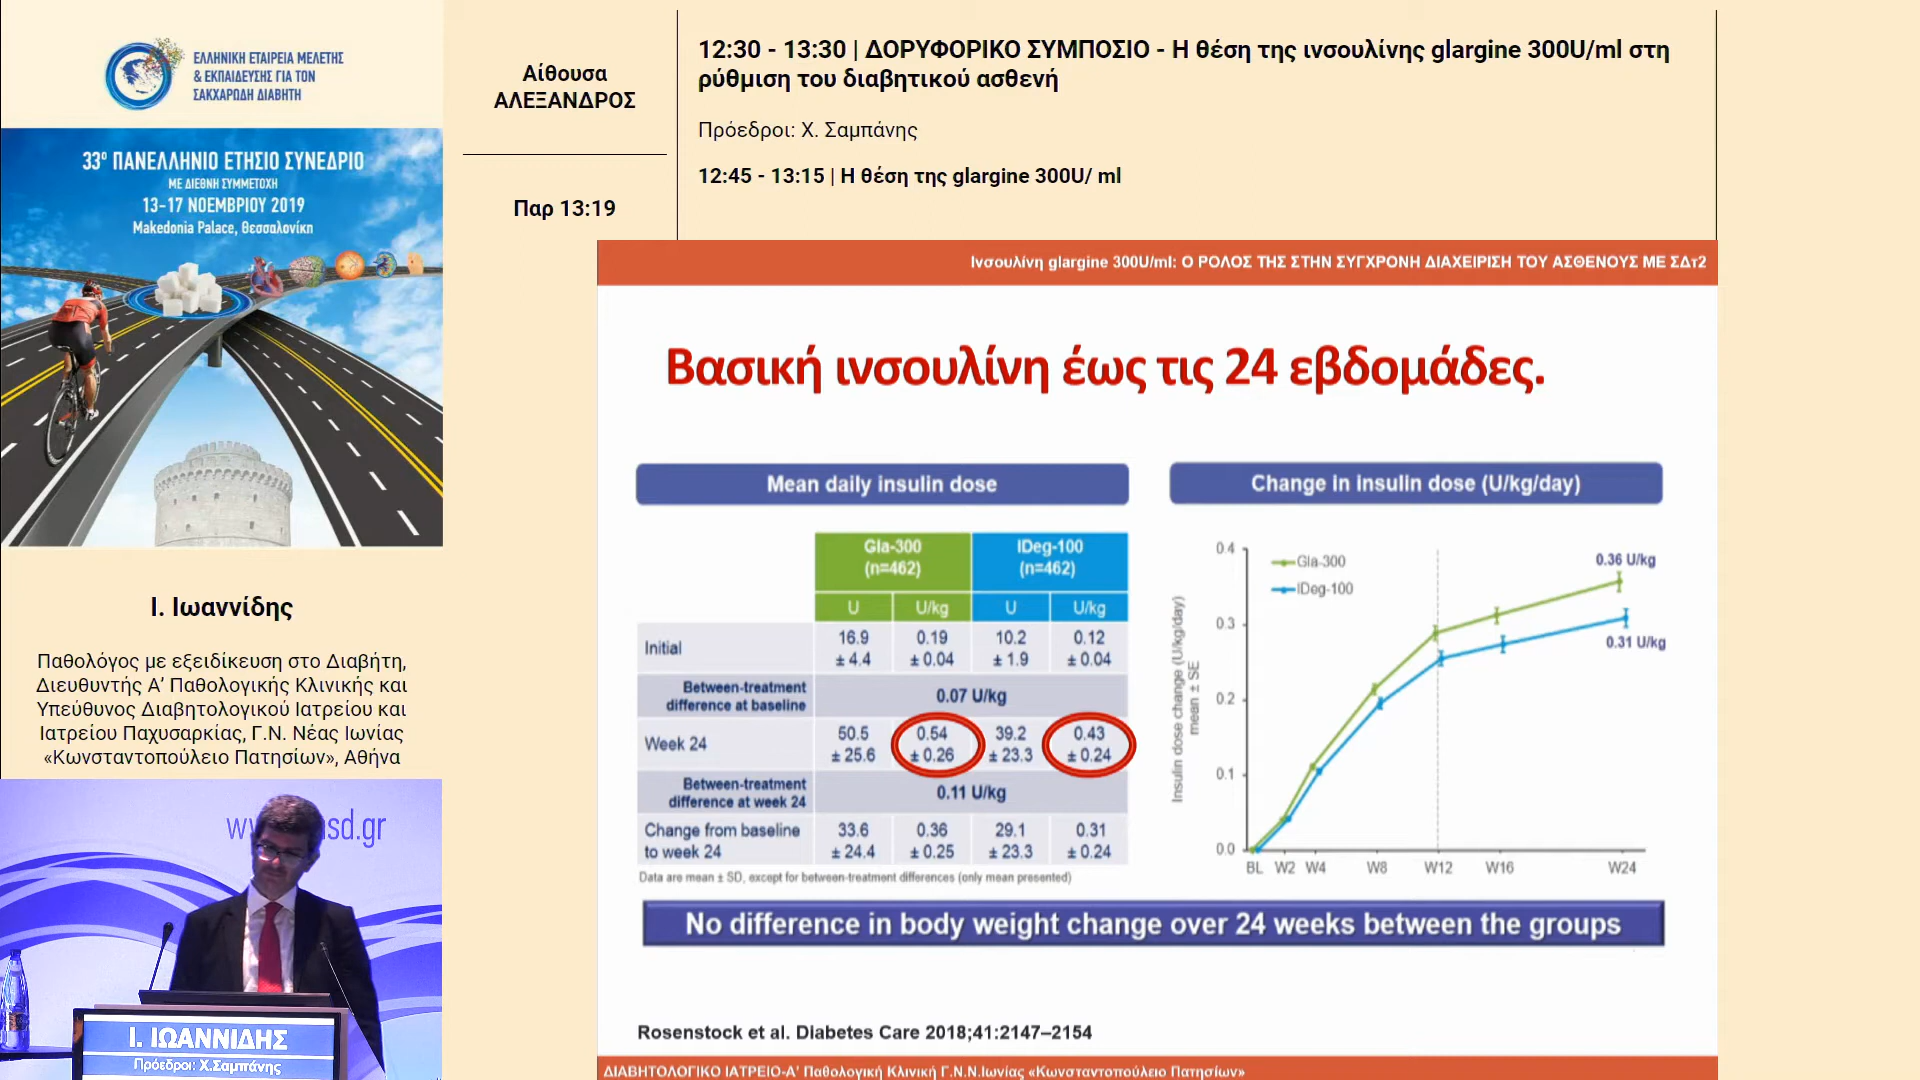 ΕΛΛΗΝΙΚΗ ΕΤΑΙΡΕΙΑ ΜΕΛΕΤΗΣ
& ΕΚΠΑΙΔΕΥΣΗΣ ΓΙΑ ΤΟΝ
ΣΑΚΧΑΡΩΔΗ ΔΙΑΒΗΤΗ
33ο ΠΑΝΕΛΛΗΝΙΟ ΕΤΗΣΙΟ ΣΥΝΕΔΡΙΟ
ΜΕ ΔΙΕΘΝΗ ΣΥΜΜΕΤΟΧΗ
13-17 ΝΟΕΜΒΡΙΟΥ 2019
Makedonia Palace, Θεσσαλονίκη
Αίθουσα
ΑΛΕΞΑΝΔΡΟΣ
Παρ 13:19
12:30 - 13:30 | ΔΟΡΥΦΟΡΙΚΟ ΣΥΜΠΟΣΙΟ - Η θέση της ινσουλίνης glargine 300U/ml στη
ρύθμιση του διαβητικού ασθενή
Πρόεδροι: Χ. Σαμπάνης
12:45 - 13:15 | Η θέση της glargine 300U/ ml
Ι. Ιωαννίδης
Παθολόγος με εξειδίκευση στο Διαβήτη,
Διευθυντής Α' Παθολογικής Κλινικής και
Υπεύθυνος Διαβητολογικού Ιατρείου και
Ιατρείου Παχυσαρκίας, Γ.Ν. Νέας Ιωνίας
«Κωνσταντοπούλειο Πατησίων», Αθήνα
sd.gr
Ι. ΙΩΑΝΝΙΔΗΣ
Πρόεδροι: Χ.Σαμπάνης
Ινσουλίνη glargine 300U/ml: Ο ΡΟΛΟΣ ΤΗΣ ΣΤΗΝ ΣΥΓΧΡΟΝΗ ΔΙΑΧΕΙΡΙΣΗ ΤΟΥ ΑΣΘΕΝΟΥΣ ΜΕ ΣΔτ2
Βασική ινσουλίνη έως τις 24 εβδομάδες.
Mean daily insulin dose
Gla-300 IDeg-100
(n=462) (n=462)
U U/kg U U/kg
Initial 16.9 ± 4.4 0.19 ± 0.04 10.2 ± 1.9 0.12 ± 0.04
Between-treatment
difference at baseline 0.07 U/kg
Week 24 50.5 ± 25.6 0.54 ± 0.26 39.2 ± 23.3 0.43 ± 0.24
Between-treatment
difference at week 24 0.11 U/kg
Change from baseline
to week 24 33.6 ± 24.4 0.36 ± 0.25 29.1 ± 23.3 0.31 ± 0.24
Data are mean ± SD, except for between-treatment differences (only mean presented)
Change in insulin dose (U/kg/day)
Insulin dose change (U/kg/day)
mean ± SE
0.4
0.3
0.2
0.1
0.0
Gla-300
IDeg-100
0.36 U/kg
0.31 U/kg
BL W2 W4 W8 W12 W16 W24
No difference in body weight change over 24 weeks between the groups
Rosenstock et al. Diabetes Care 2018;41:2147–2154
ΔΙΑΒΗΤΟΛΟΓΙΚΟ ΙΑΤΡΕΙΟ-Α' Παθολογική Κλινική Γ.Ν.Ν.Ιωνίας «Κωνσταντοπούλειο Πατησίων»